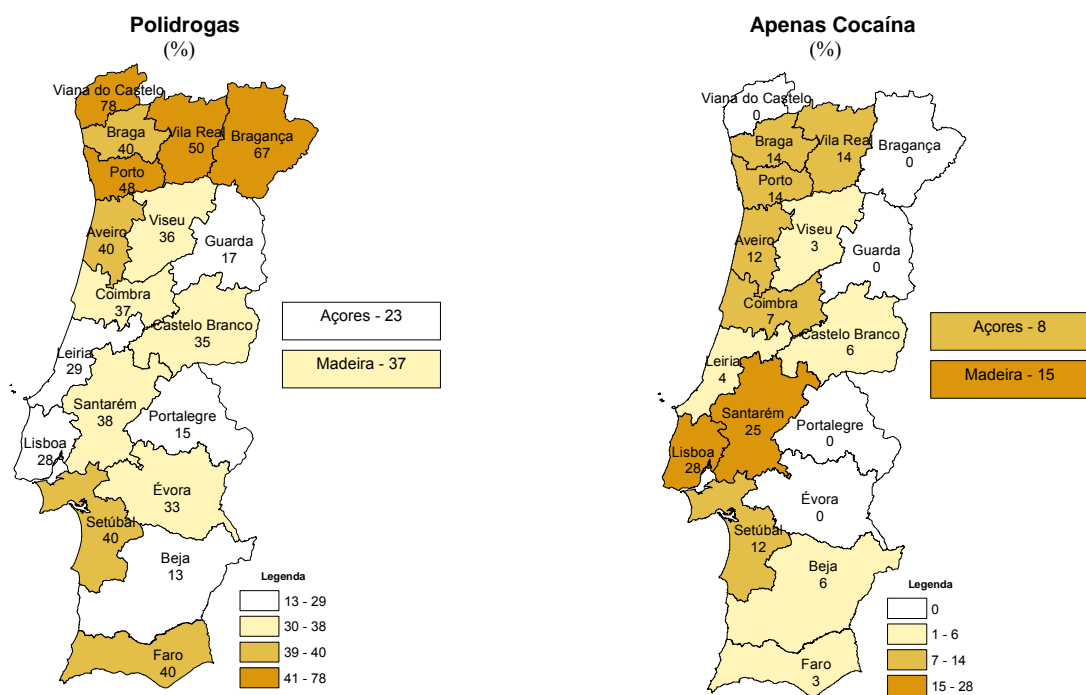 Polidrogas
(%)
Viana do Castelo
78
Braga
40
Vila Real
50
Bragança
67
Porto
48
Viseu
36
Aveiro
40
Guarda
17
Coimbra
37
Castelo Branco
35
Açores - 23
Madeira - 37
Leiria
29
Santarém
38
Portalegre
15
Lisboa
28
Évora
33
Setúbal
40
Beja
13
Faro
40
Legenda
13 - 29
30 - 38
39 - 40
41 - 78
Apenas Cocaína
(%)
Viana do Castelo
0
Braga
14
Vila Real
14
Bragança
0
Porto
14
Viseu
3
Aveiro
12
Guarda
0
Coimbra
7
Castelo Branco
6
Açores - 8
Madeira - 15
Leiria
4
Santarém
25
Portalegre
0
Lisboa
28
Évora
0
Setúbal
12
Beja
6
Faro
3
Legenda
0
1 - 6
7 - 14
15 - 28